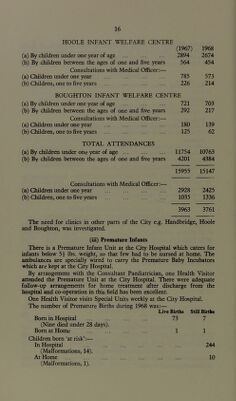 16
HOOLE INFANT WELFARE CENTRE
(1967) 1968
(a) By children under one year of age 2894 2674
(b) By children between the ages of one and five years 564 454
Consultations with Medical Officer:—
(a) Children under one year 785 573
(b) Children, one to five years 226 214
BOUGHTON INFANT WELFARE CENTRE
(a) By children under one year of age 721 703
(b) By children between the ages of one and five years 392 217
Consultations with Medical Officer:—
(a) Children under one year 180 139
(b) Children, one to five years 125 62
TOTAL ATTENDANCES
(a) By children under one year of age 11754 10763
(b) By children between the ages of one and five years 4201 4384
15955 15147
Consultations with Medical Officer:—
(a) Children under one year 2928 2425
(b) Children, one to five years 1035 1336
3963 3761
The need for clinics in other parts of the City e.g. Handbridge, Hoole
and Boughton, was investigated.
(iii) Premature Infants
There is a Premature Infant Unit at the City Hospital which caters for
infants below 5½ lbs. weight, so that few had to be nursed at home. The
ambulances are specially wired to carry the Premature Baby Incubators
which are kept at the City Hospital.
By arrangement with the Consultant Paediatrician, one Health Visitor
attended the Premature Unit at the City Hospital. There were adequate
follow-up arrangements for home treatment after discharge from the
hospital and co-operation in this field has been excellent.
One Health Visitor visits Special Units weekly at the City Hospital.
The number of Premature Births during 1968 was:—
Live Births Still Births
Born in Hospital 73 7
(Nine died under 28 days).
Born at Home 1 1
Children born 'at risk':—
In Hospital 244
(Malformations, 14).
At Home 10
(Malformations, 1).